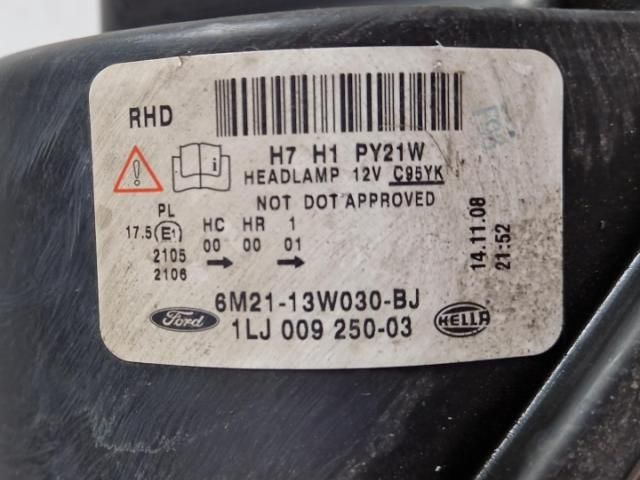 RHD
H7 H1 PY21W
HEADLAMP 12V C95YK
NOT DOT APPROVED
PL
17.5 E1 HC HR 1
2105 00 00 01
2106
14.11.08
21:52
6M21-13W030-BJ
Ford
1LJ 009 250-03
HELLA